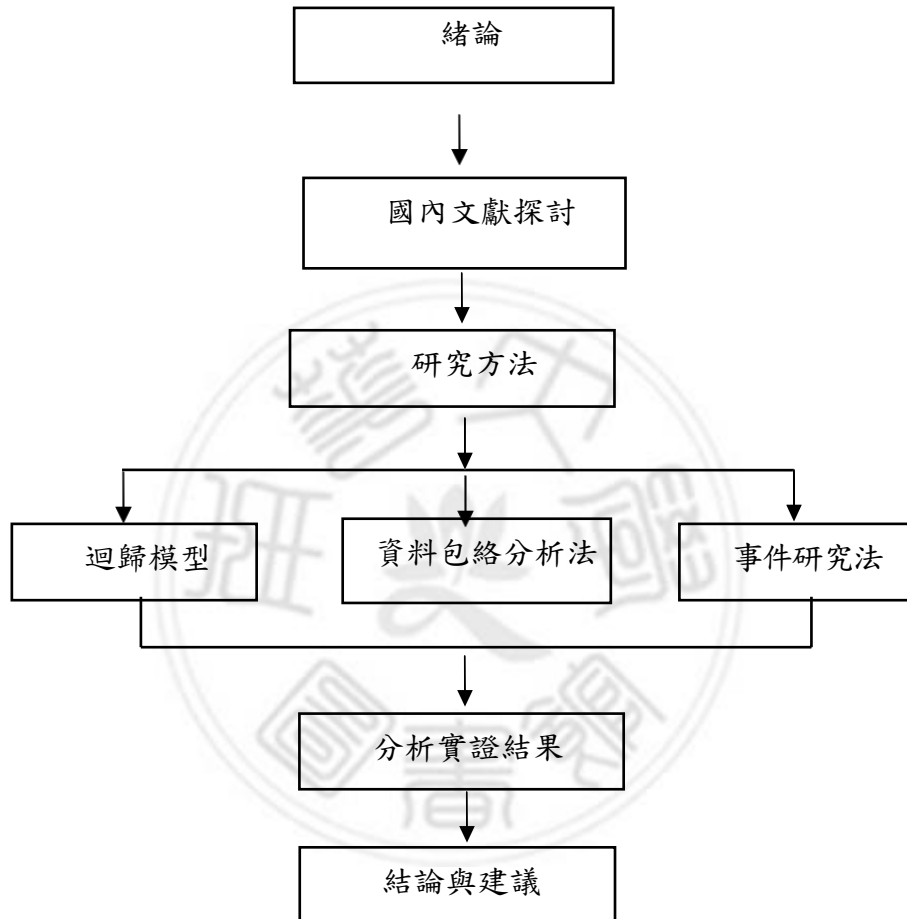 緒論
國內文獻探討
研究方法
迴歸模型
資料包絡分析法
事件研究法
分析實證結果
結論與建議